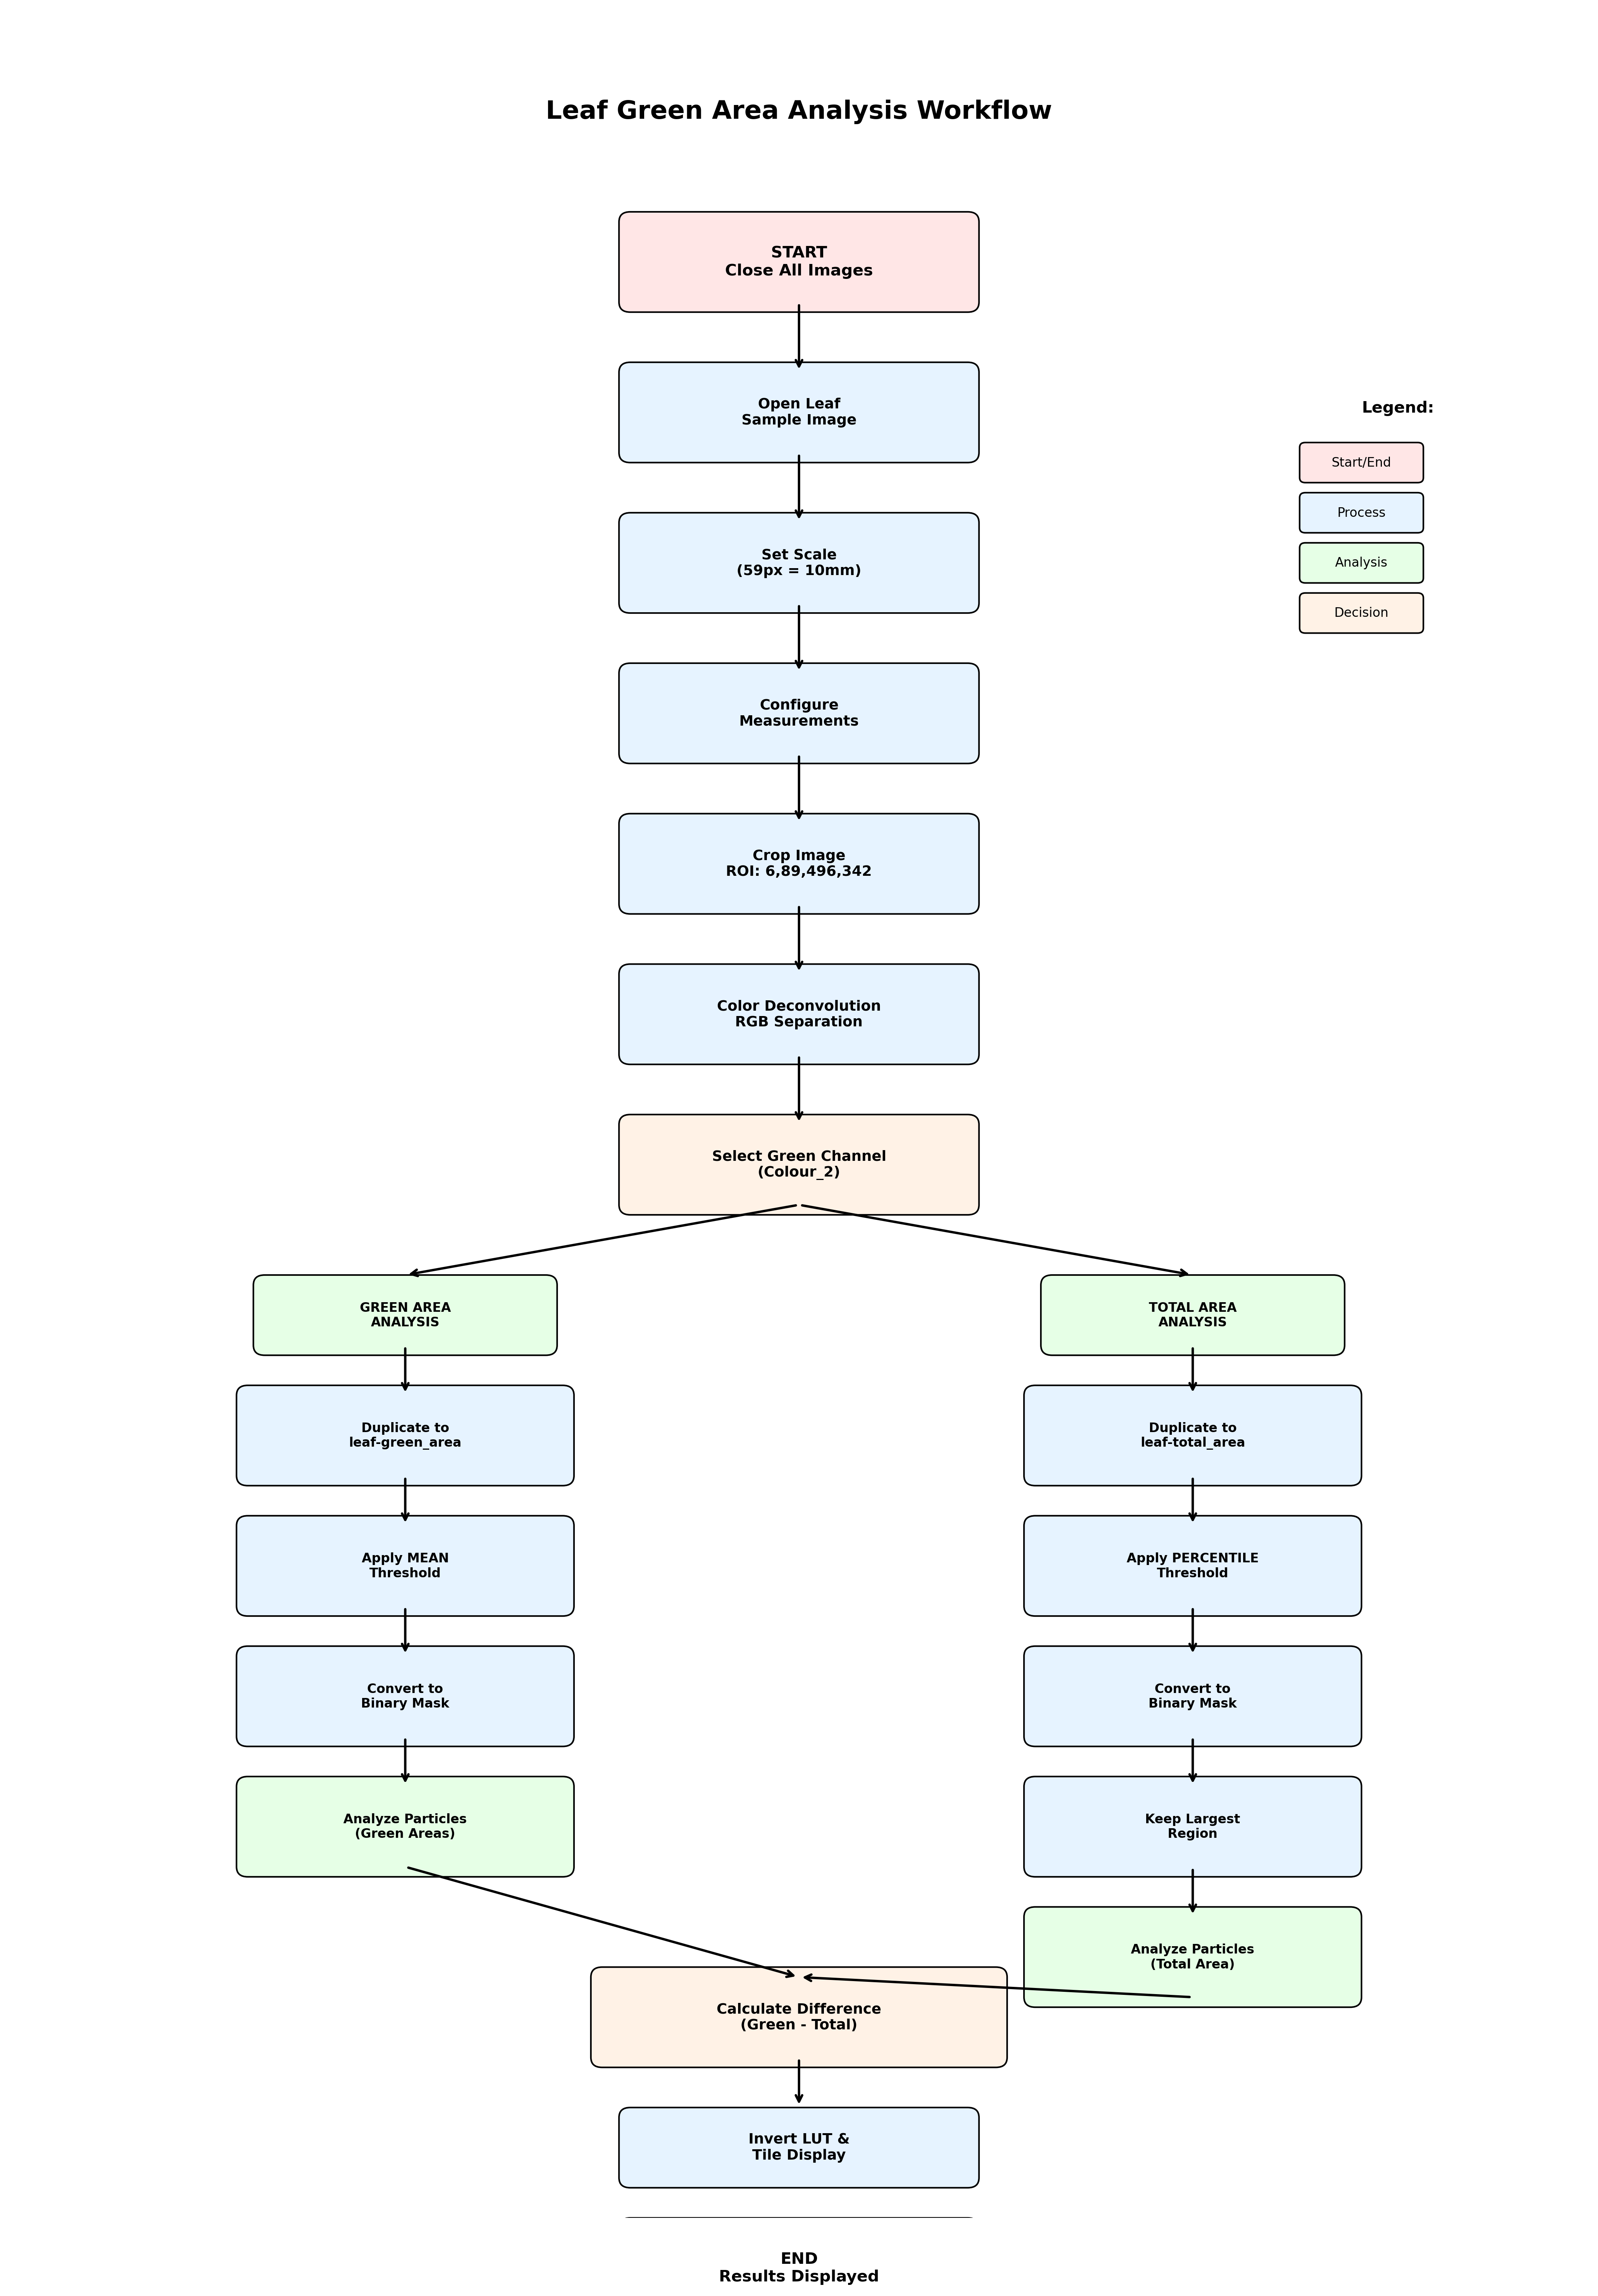 Leaf Green Area Analysis Workflow
START
Close All Images
Open Leaf
Sample Image
Set Scale
(59px = 10mm)
Configure
Measurements
Crop Image
ROI: 6,89,496,342
Color Deconvolution
RGB Separation
Select Green Channel
(Colour_2)
Legend:
Start/End
Process
Analysis
Decision
GREEN AREA
ANALYSIS
Duplicate to
leaf-green_area
Apply MEAN
Threshold
Convert to
Binary Mask
Analyze Particles
(Green Areas)
TOTAL AREA
ANALYSIS
Duplicate to
leaf-total_area
Apply PERCENTILE
Threshold
Convert to
Binary Mask
Keep Largest
Region
Analyze Particles
(Total Area)
Calculate Difference
(Green - Total)
Invert LUT &
Tile Display
END
Results Displayed